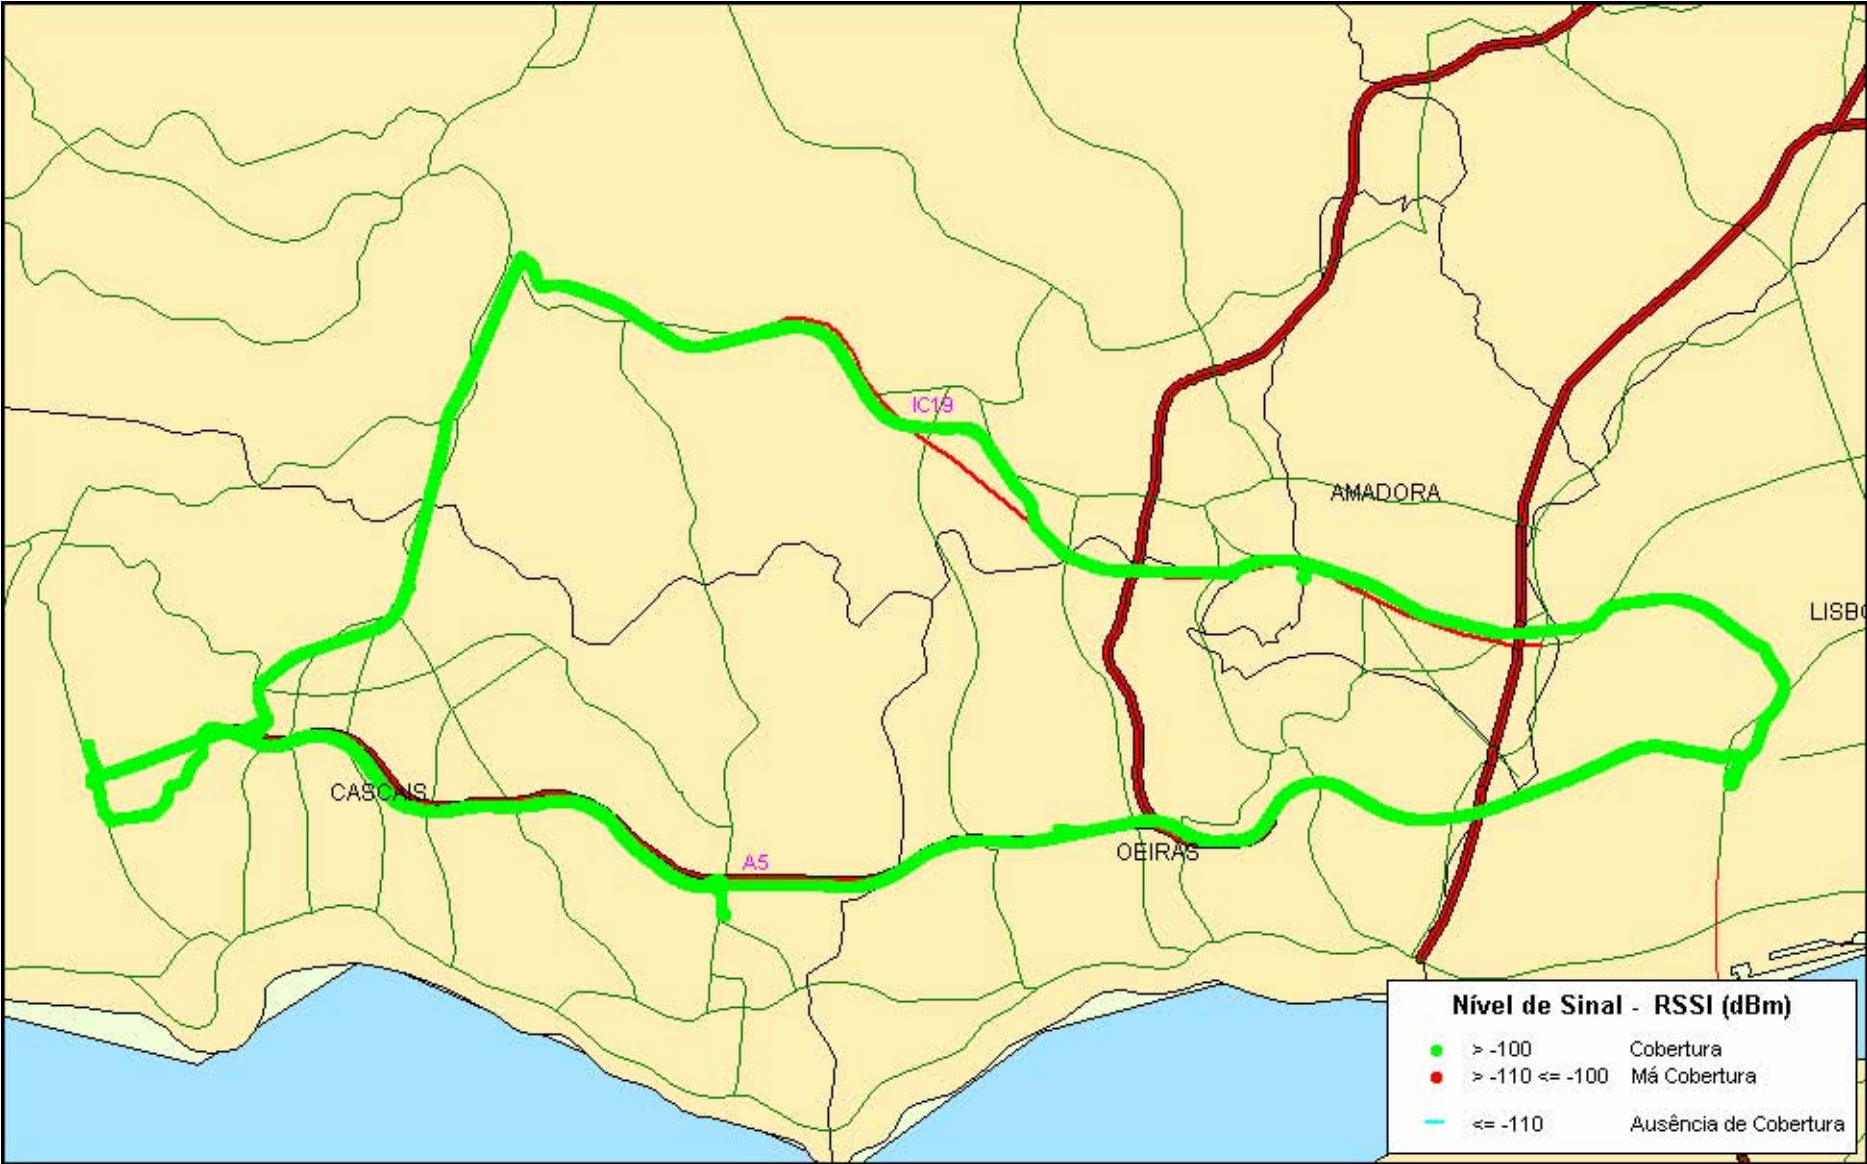 IC19
AMADORA
LISBO
CASCAIS
A5
OEIRAS
Nível de Sinal - RSSI (dBm)
> -100 Cobertura
> -110 <= -100 Má Cobertura
<= -110 Ausência de Cobertura